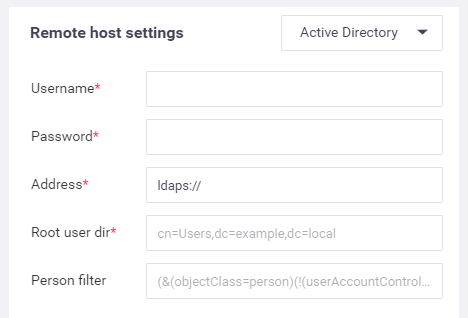 Remote host settings Active Directory
Username*
Password*
Address* ldaps://
Root user dir* cn=Users,dc=example,dc=local
Person filter (&(objectClass=person)(!(userAccountControl...